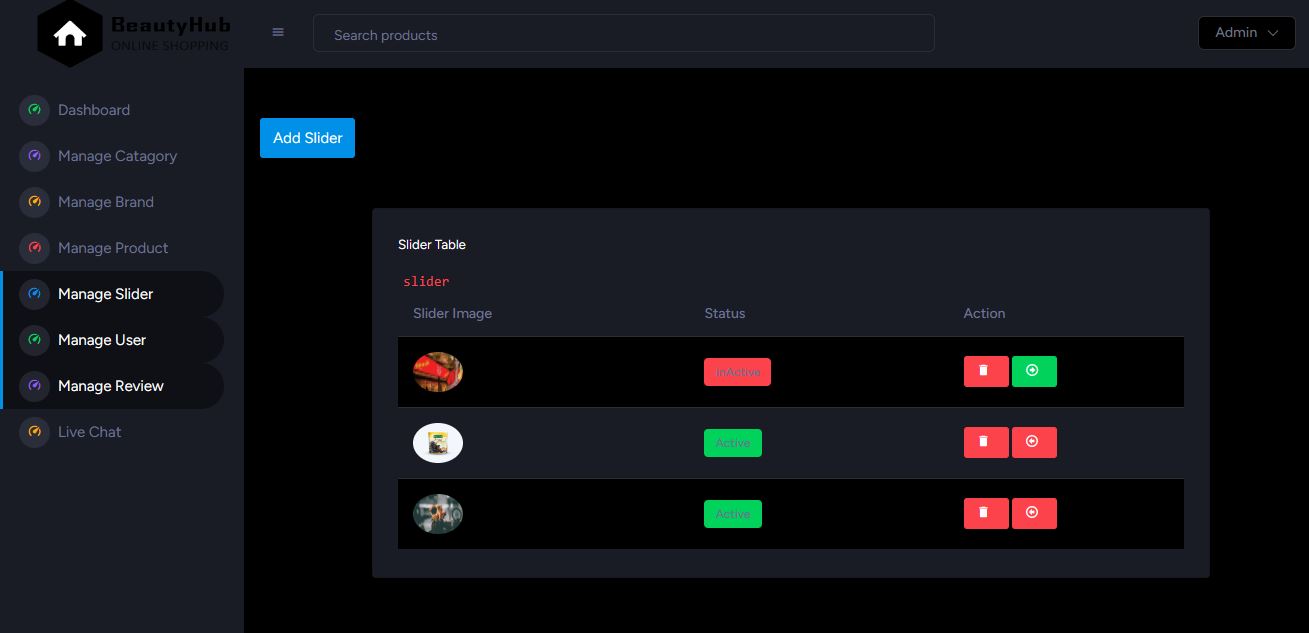 BeautyHub
ONLINE SHOPPING
Search products
Admin
Dashboard
Manage Catagory
Manage Brand
Manage Product
Manage Slider
Manage User
Manage Review
Live Chat
Add Slider
Slider Table
slider
Slider Image Status Action
inActive
Active
Active